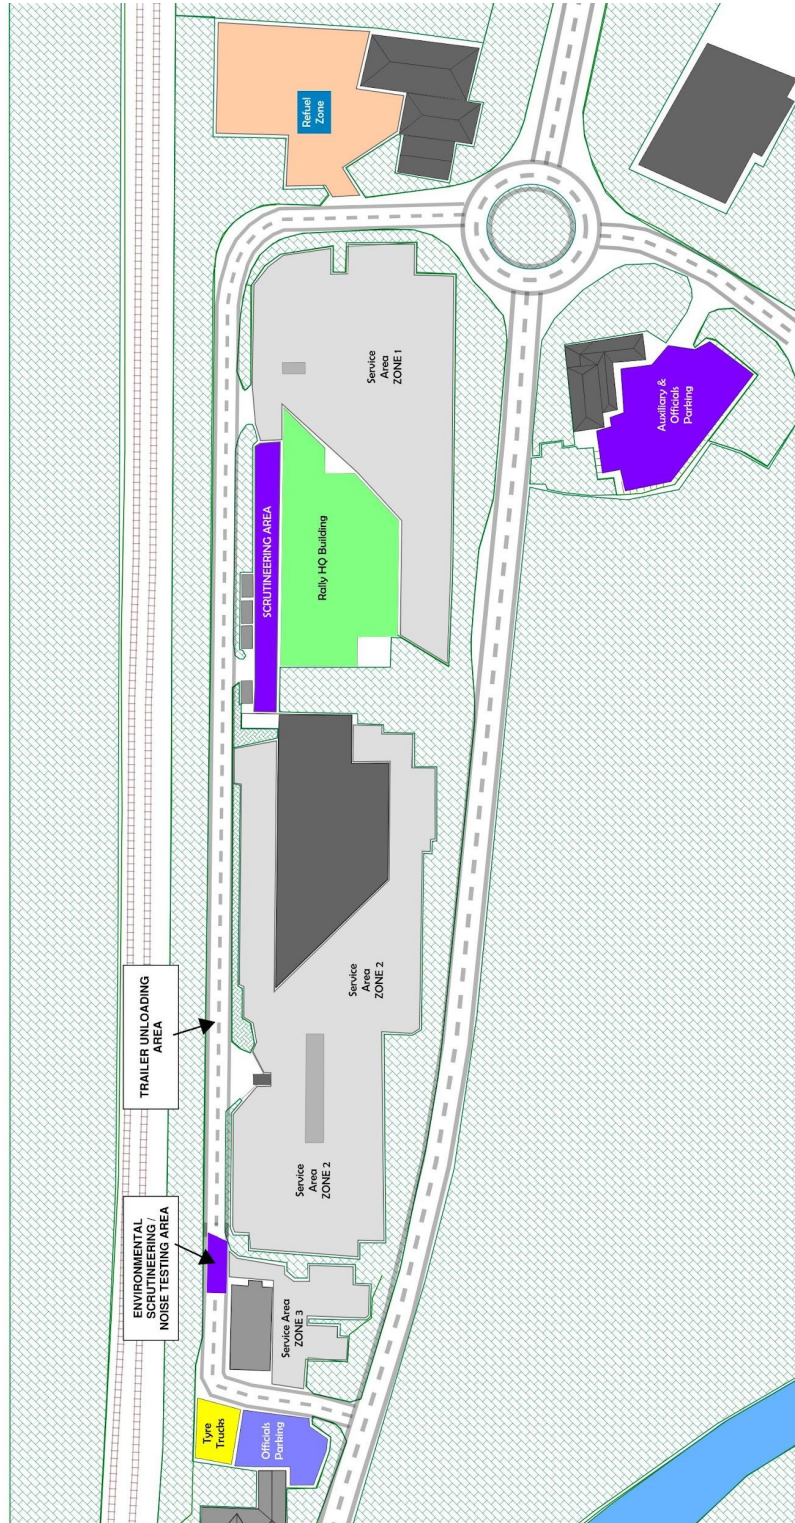 Refuel
Zone
Service
Area
ZONE 1
Auxiliary &
Officials
Parking
SCRUTINEERING AREA
Rally HQ Building
Service
Area
ZONE 2
TRAILER UNLOADING
AREA
Service
Area
ZONE 2
ENVIRONMENTAL
SCRUTINEERING /
NOISE TESTING AREA
Service Area
ZONE 3
Tyre
Trucks
Officials
Parking